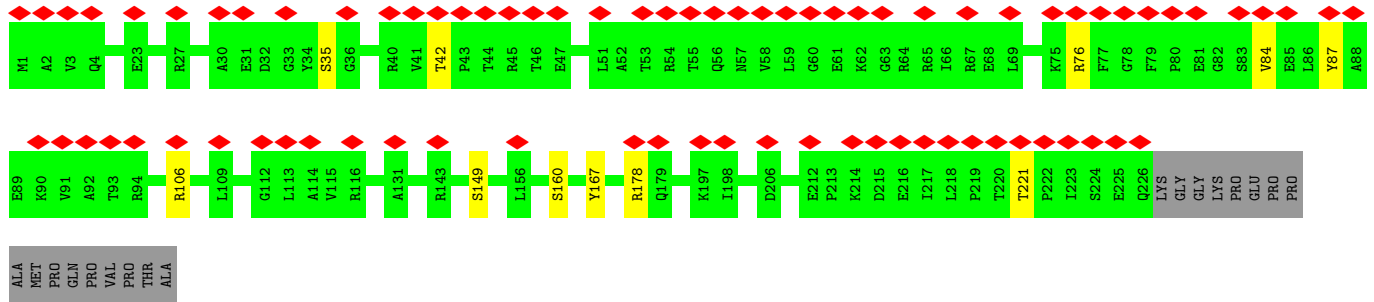 M1 A2 V3 Q4 E23 R27 A30 E31 D32 G33 Y34 S35 G36 R40 V41 T42 P43 T44 R45 T46 E47 L51 A52 T53 R54 T55 Q56 N57 V58 L59 G60 E61 K62 G63 R64 R65 I66 R67 E68 L69 K75 R76 F77 G78 F79 P80 E81 G82 S83 V84 E85 L86 Y87 A88
E89 K90 V91 A92 T93 R94 R106 L109 G112 L113 A114 V115 R116 A131 R143 S149 L156 S160 Y167 R178 Q179 K197 I198 D206 E212 P213 K214 D215 E216 I217 L218 P219 T220 T221 P222 I223 S224 E225 Q226 LYS GLY GLY LYS PRO GLU PRO PRO
ALA MET PRO GLN PRO VAL PRO THR ALA